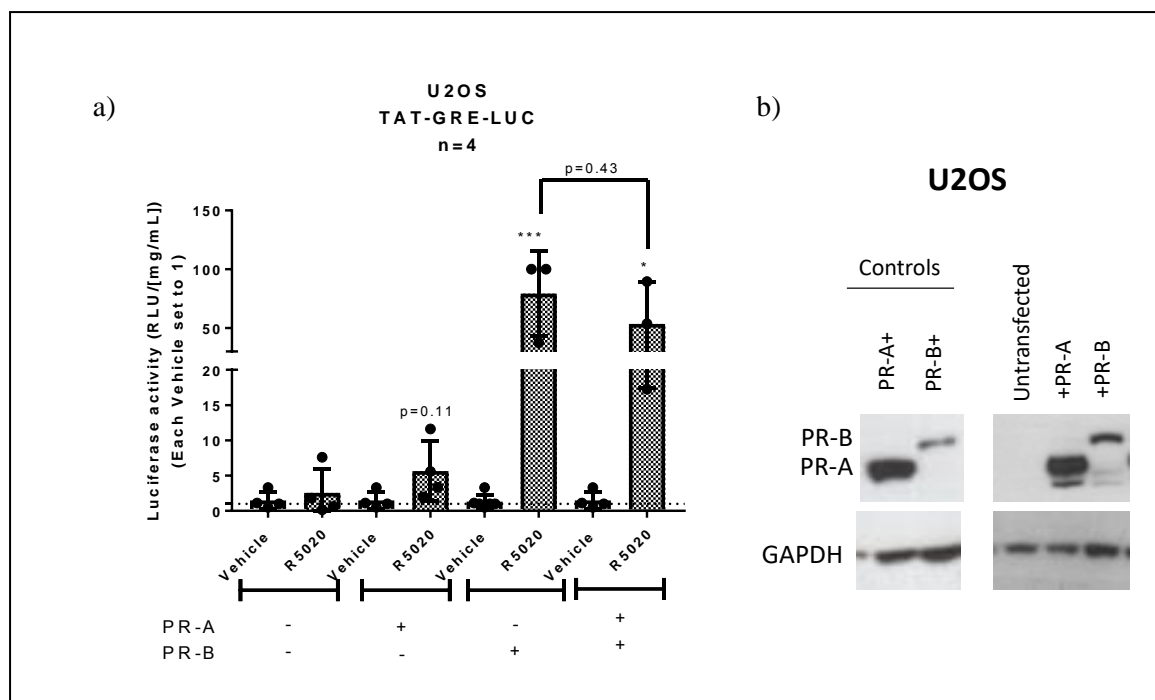 a)
U2OS
TAT-GRE-LUC
n=4
Luciferase activity (RLU/[mg/mL])
(Each Vehicle set to 1)
150
100
50
20
15
10
5
0
p=0.11
***
p=0.43
*
Vehicle
R5020
Vehicle
R5020
Vehicle
R5020
Vehicle
R5020
PR-A - + - +
PR-B - - + +
b)
U2OS
Controls
PR-A+
PR-B+
Untransfected
+PR-A
+PR-B
PR-B
PR-A
GAPDH